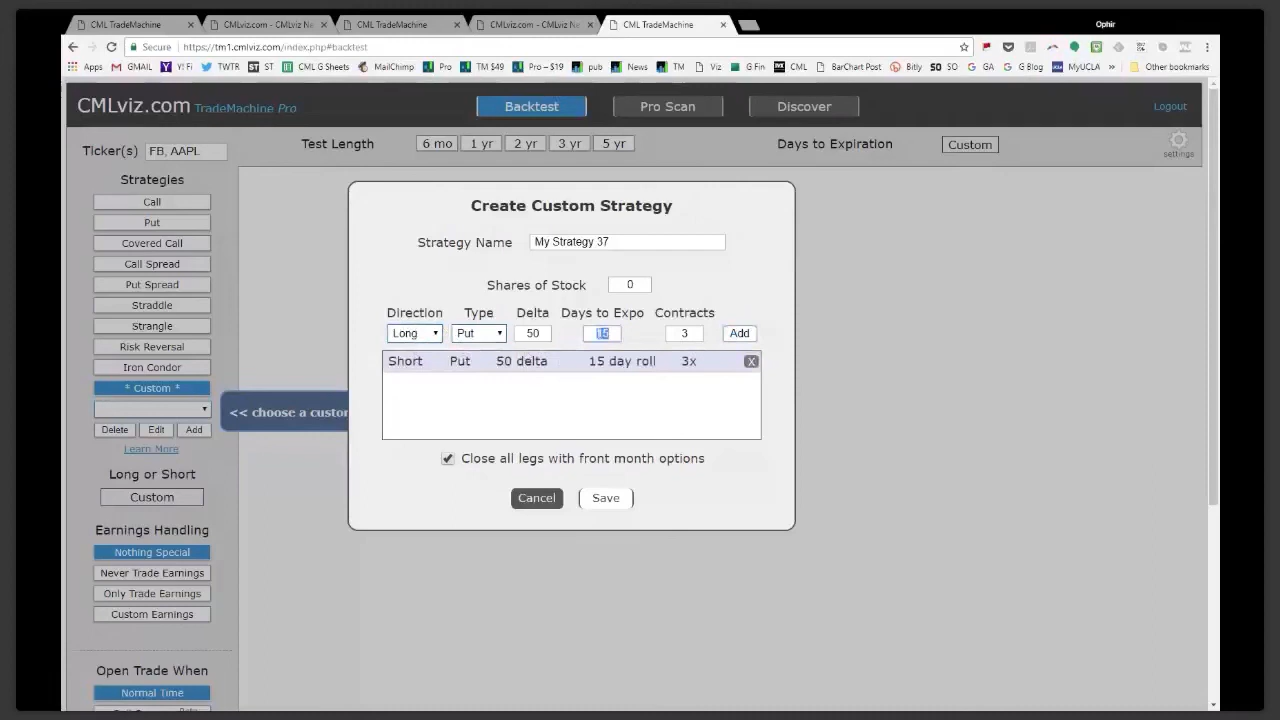 CML TradeMachine
CMLviz.com - CMLviz Ne
CML TradeMachine
CMLviz.com - CMLviz Ne
CML TradeMachine
Ophir
Secure https://tm1.cmlviz.com/index.php#backtest
Apps GMAIL Y! Fi TWTR ST CML G Sheets MailChimp Pro TM $49 Pro – $19 pub News TM Viz G Fin CML BarChart Post Bitly SO GA G Blog MyUCLA » Other bookmarks
CMLviz.com TradeMachine Pro
Backtest Pro Scan Discover
Logout
Ticker(s) FB, AAPL
Test Length 6 mo 1 yr 2 yr 3 yr 5 yr
Days to Expiration Custom
settings
Strategies
Call
Put
Covered Call
Call Spread
Put Spread
Straddle
Strangle
Risk Reversal
Iron Condor
* Custom *
Delete Edit Add
Learn More
<< choose a custom
Long or Short
Custom
Earnings Handling
Nothing Special
Never Trade Earnings
Only Trade Earnings
Custom Earnings
Open Trade When
Normal Time
Create Custom Strategy
Strategy Name My Strategy 37
Shares of Stock 0
Direction Type Delta Days to Expo Contracts
Long Put 50 15 3 Add
Short Put 50 delta 15 day roll 3x X
Close all legs with front month options
Cancel Save